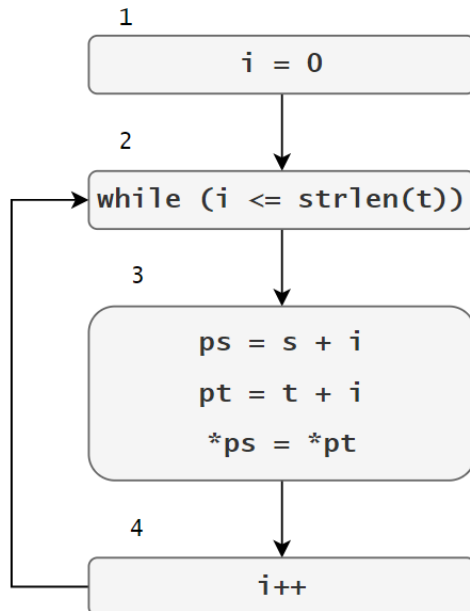 1
i = 0
2
while (i <= strlen(t))
3
ps = s + i
pt = t + i
*ps = *pt
4
i++